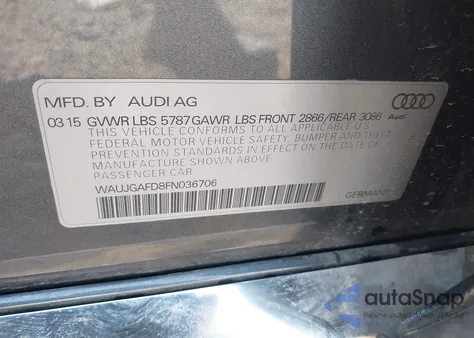 MFD. BY AUDI AG
03 15 GVWR LBS 5787 GAWR LBS FRONT 2866/REAR 3086
Audi
THIS VEHICLE CONFORMS TO ALL APPLICABLE U.S.
FEDERAL MOTOR VEHICLE SAFETY, BUMPER AND
THEFT PREVENTION STANDARDS IN EFFECT ON THE
DATE OF MANUFACTURE SHOWN ABOVE.
PASSENGER CAR
WAUJGAFD8FN036706
GERMANY
autoSnap